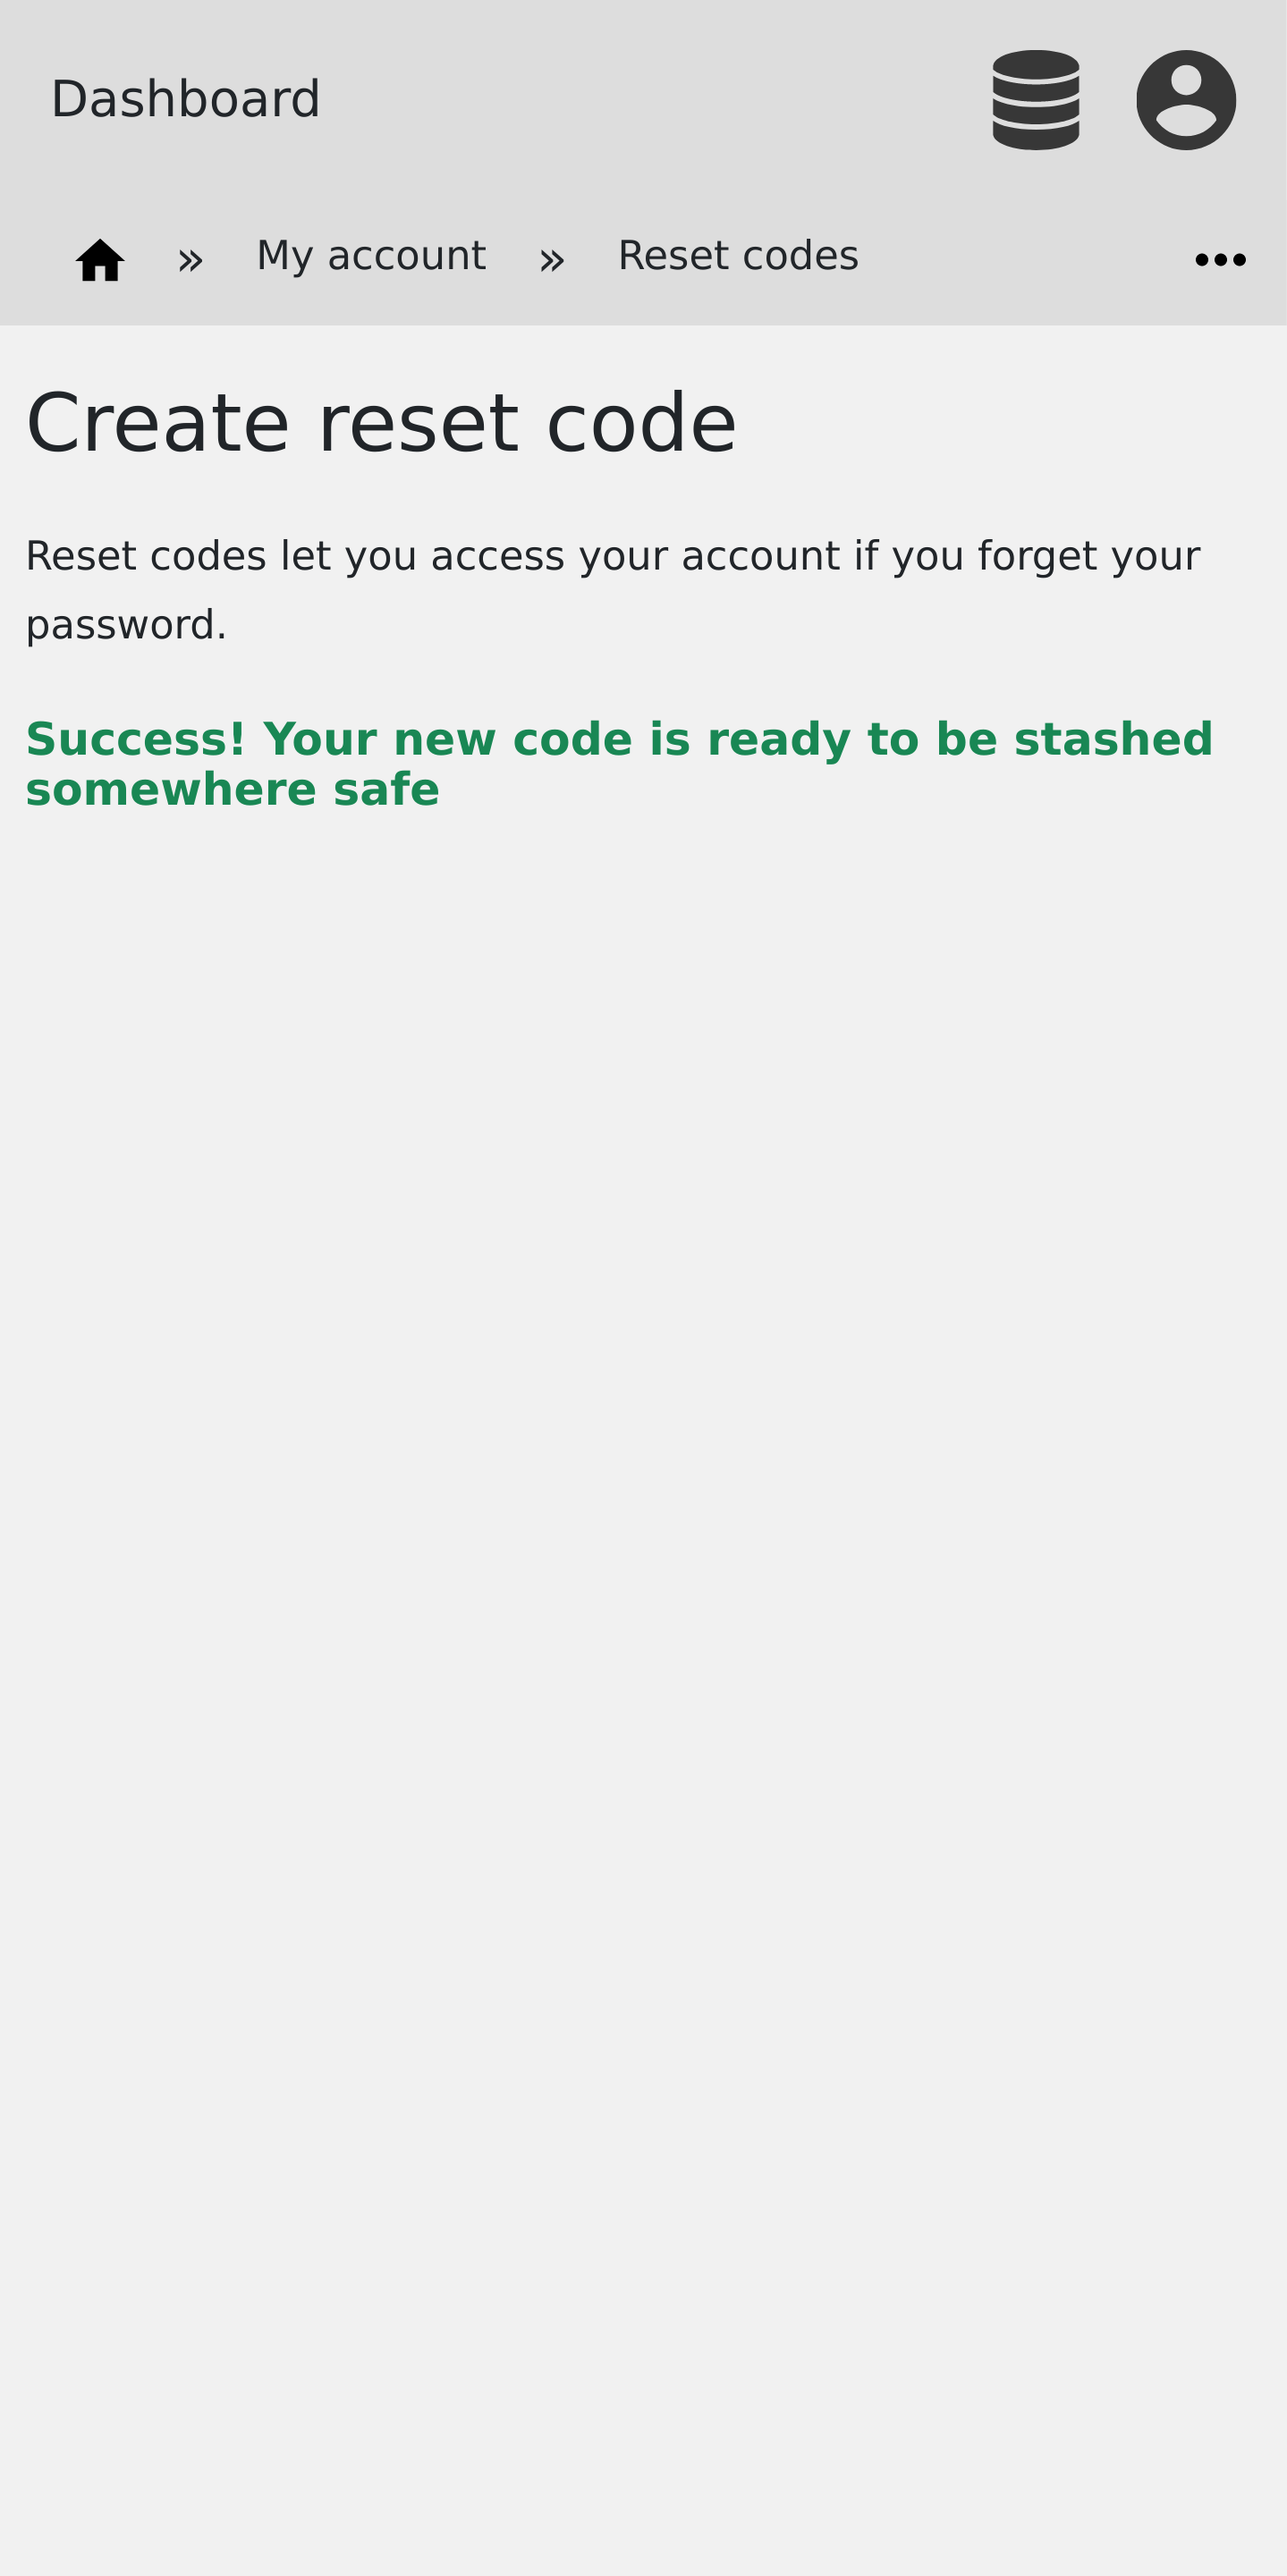 Dashboard
» My account » Reset codes
Create reset code
Reset codes let you access your account if you forget your
password.
Success! Your new code is ready to be stashed
somewhere safe